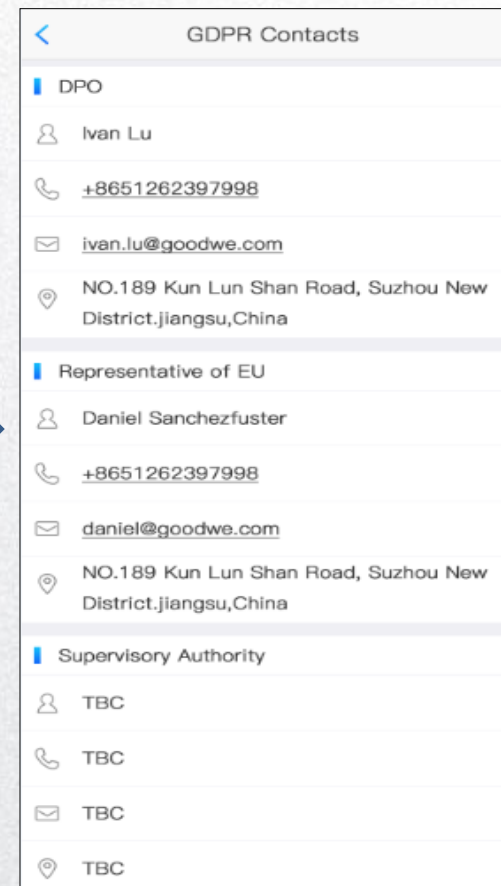 GDPR Contacts
DPO
Ivan Lu
+8651262397998
ivan.lu@goodwe.com
NO.189 Kun Lun Shan Road, Suzhou New
District.jiangsu,China
Representative of EU
Daniel Sanchezfuster
+8651262397998
daniel@goodwe.com
NO.189 Kun Lun Shan Road, Suzhou New
District.jiangsu,China
Supervisory Authority
TBC
TBC
TBC
TBC